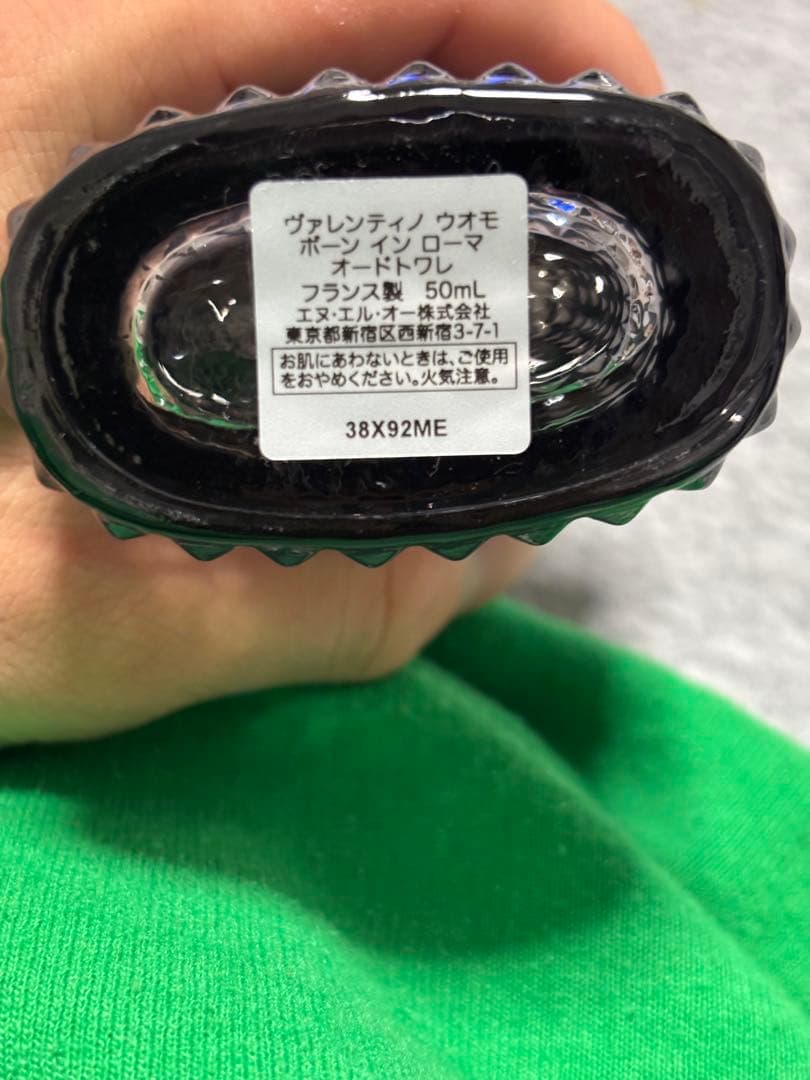 ヴァレンティノ ウオモ
ボーン イン ローマ
オードトワレ
フランス製 50mL
エヌ・エル・オー株式会社
東京都新宿区西新宿3-7-1
お肌にあわないときは、ご使用
をおやめください。火気注意。
38X92ME